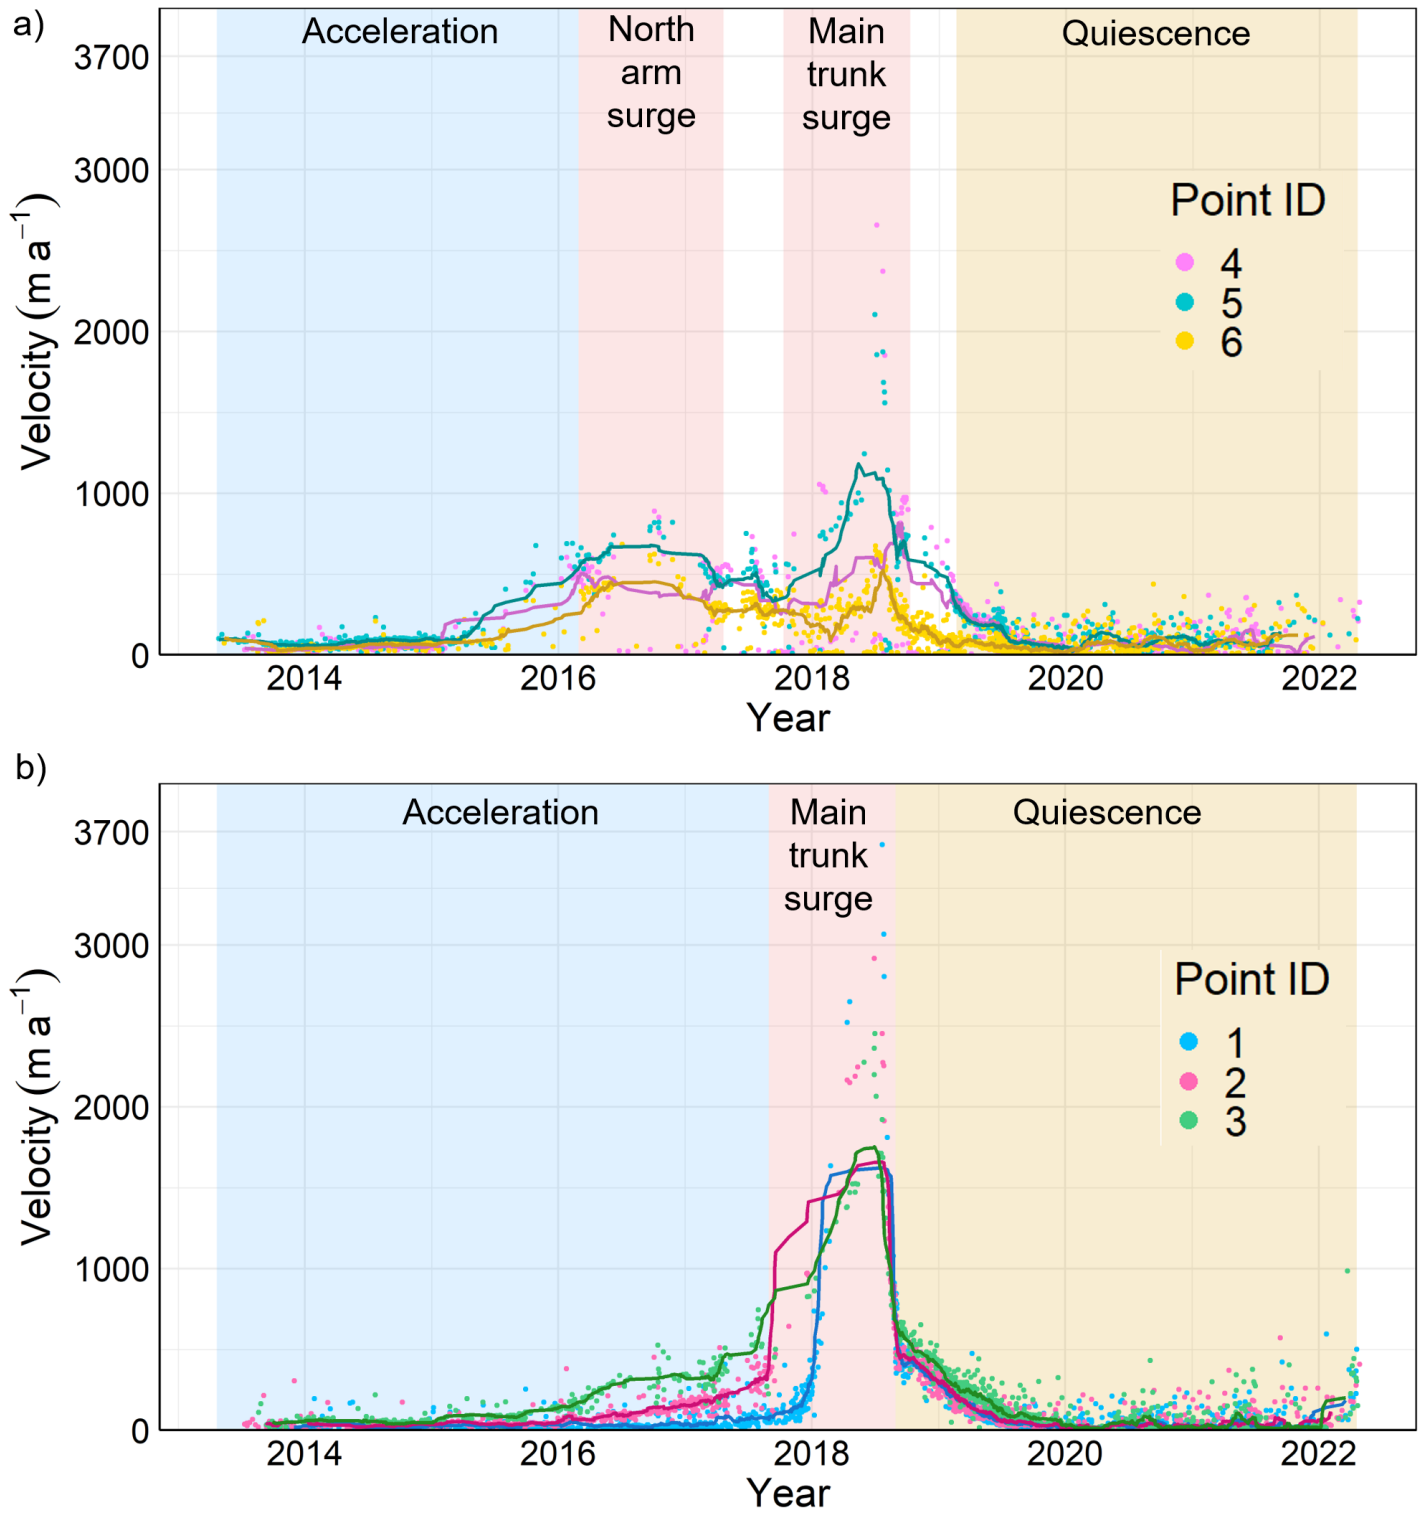 a)
Acceleration
North
arm
surge
Main
trunk
surge
Quiescence
3700
3000
2000
1000
0
Velocity (m a⁻¹)
Point ID
4
5
6
2014
2016
2018
2020
2022
Year
b)
Acceleration
Main
trunk
surge
Quiescence
3700
3000
2000
1000
0
Velocity (m a⁻¹)
Point ID
1
2
3
2014
2016
2018
2020
2022
Year